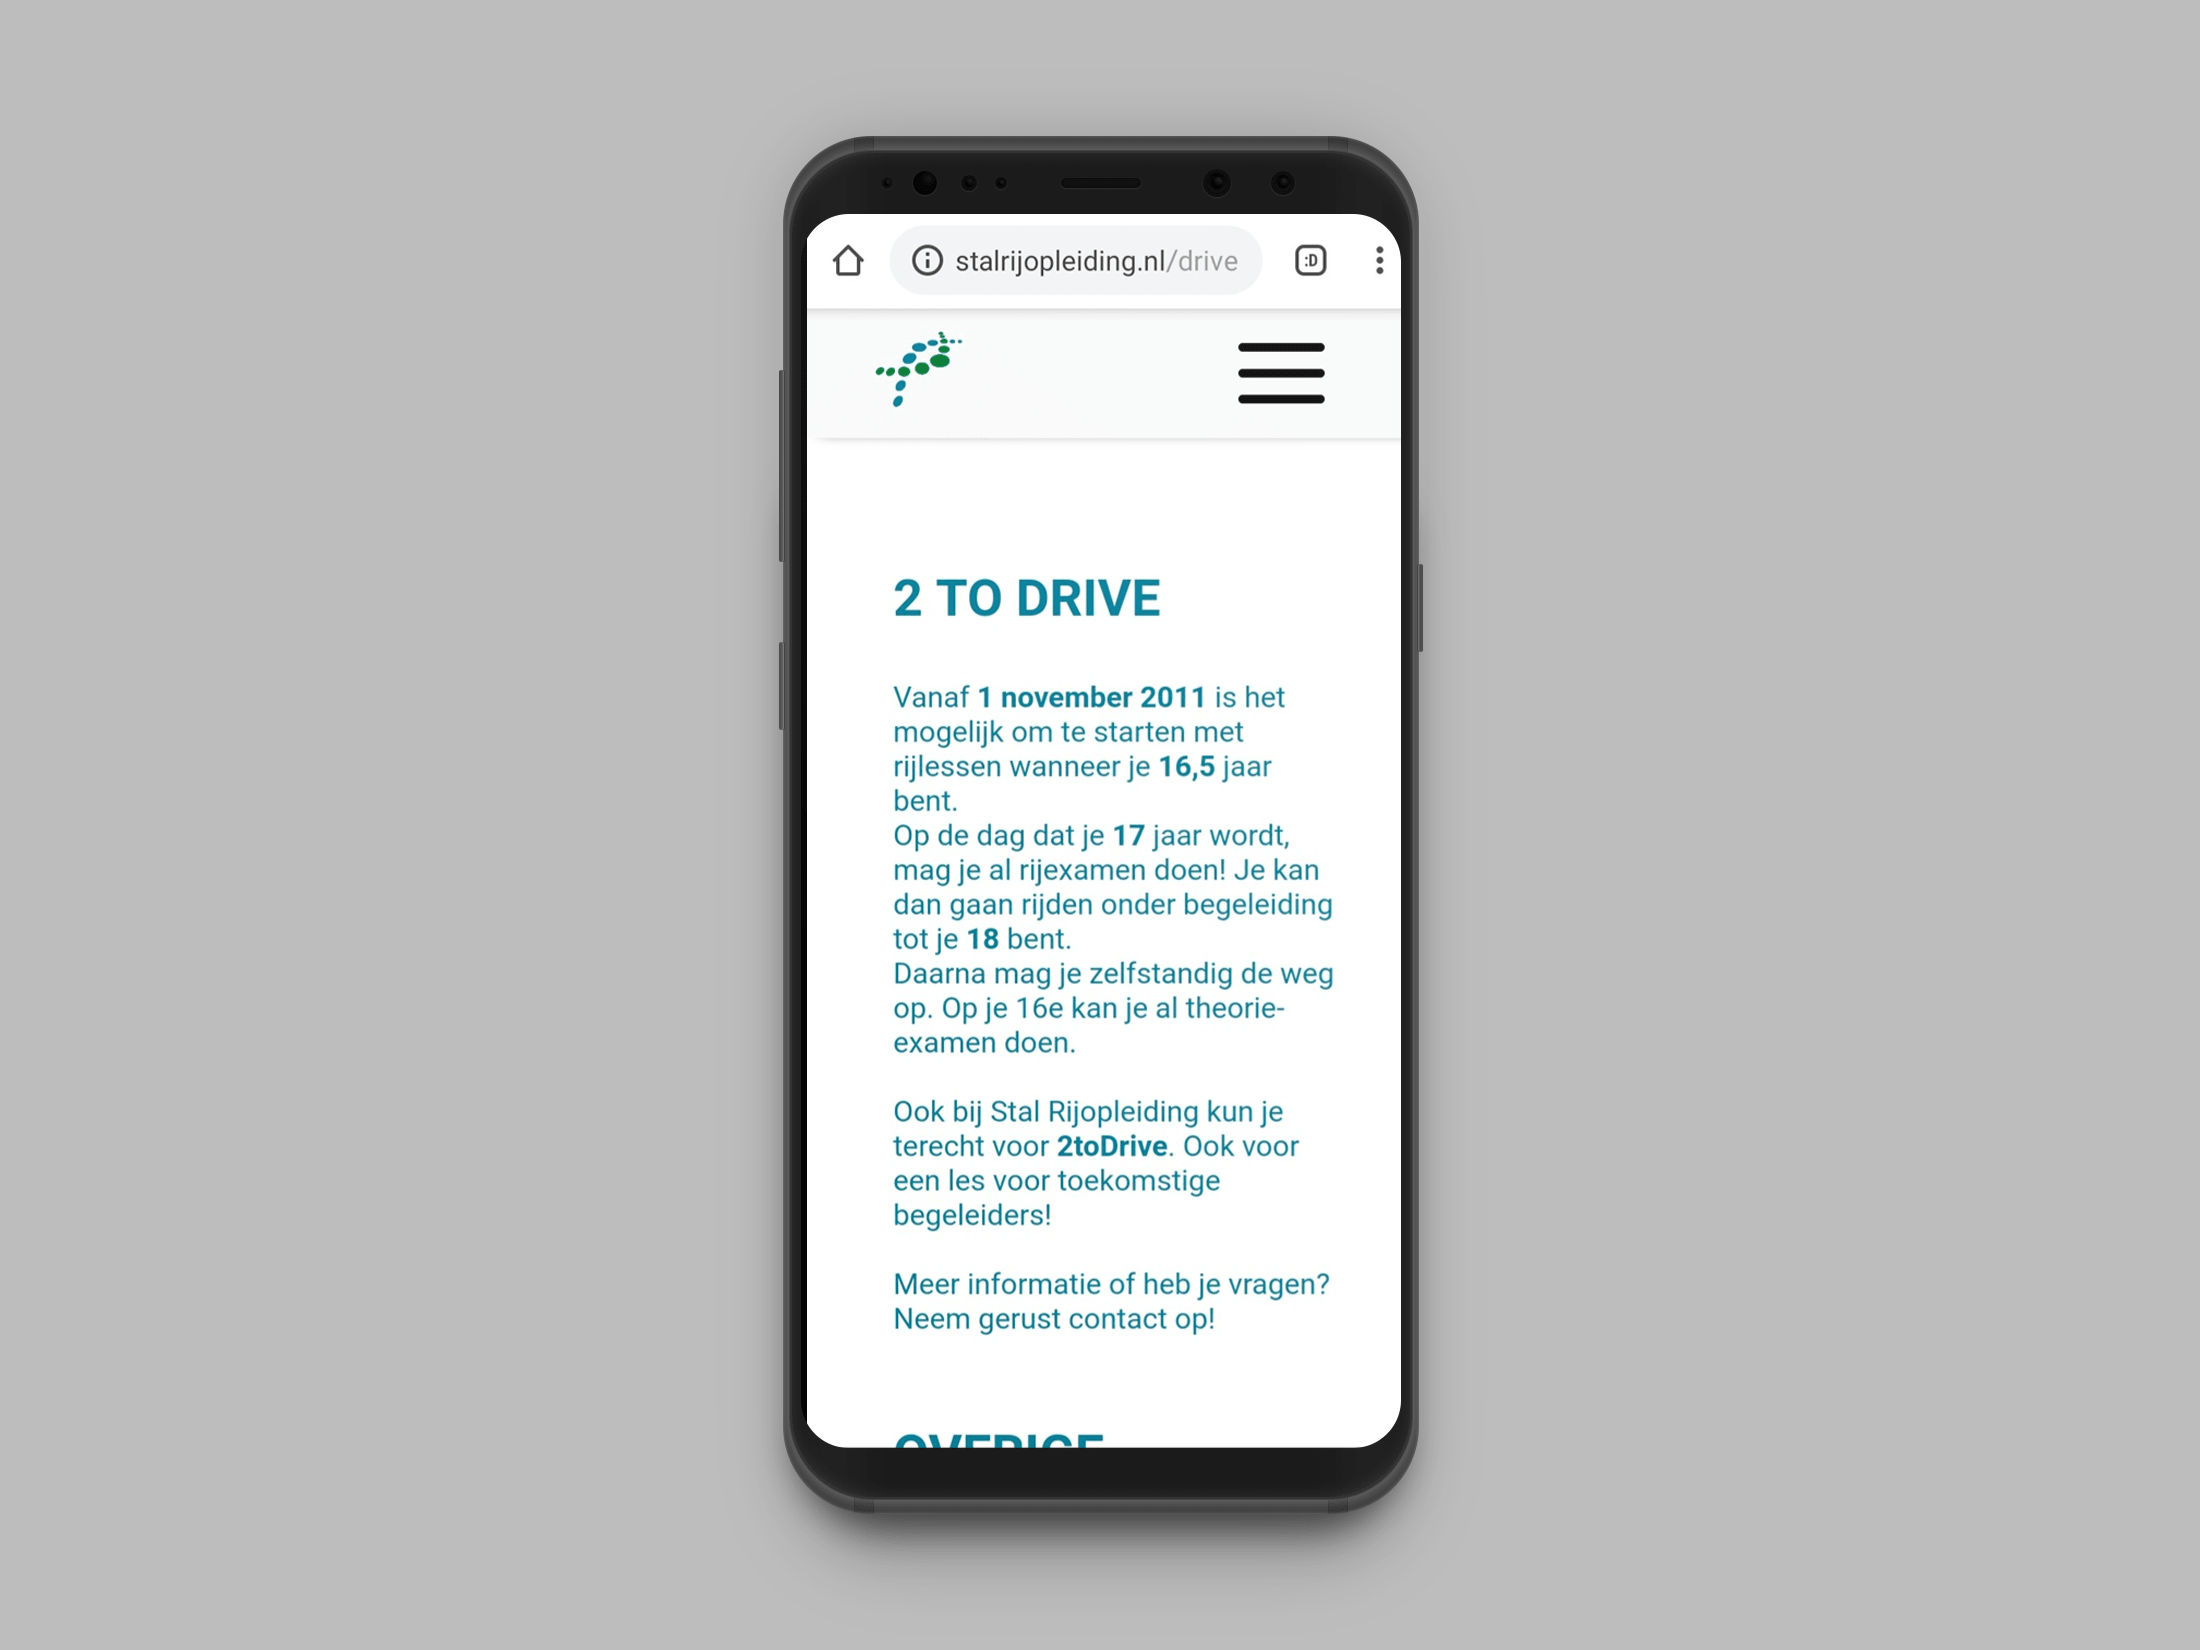 stalrijopleiding.nl/drive
:D
2 TO DRIVE
Vanaf 1 november 2011 is het
mogelijk om te starten met
rijlessen wanneer je 16,5 jaar
bent.
Op de dag dat je 17 jaar wordt,
mag je al rijexamen doen! Je kan
dan gaan rijden onder begeleiding
tot je 18 bent.
Daarna mag je zelfstandig de weg
op. Op je 16e kan je al theorie-
examen doen.
Ook bij Stal Rijopleiding kun je
terecht voor 2toDrive. Ook voor
een les voor toekomstige
begeleiders!
Meer informatie of heb je vragen?
Neem gerust contact op!
OVERIGE